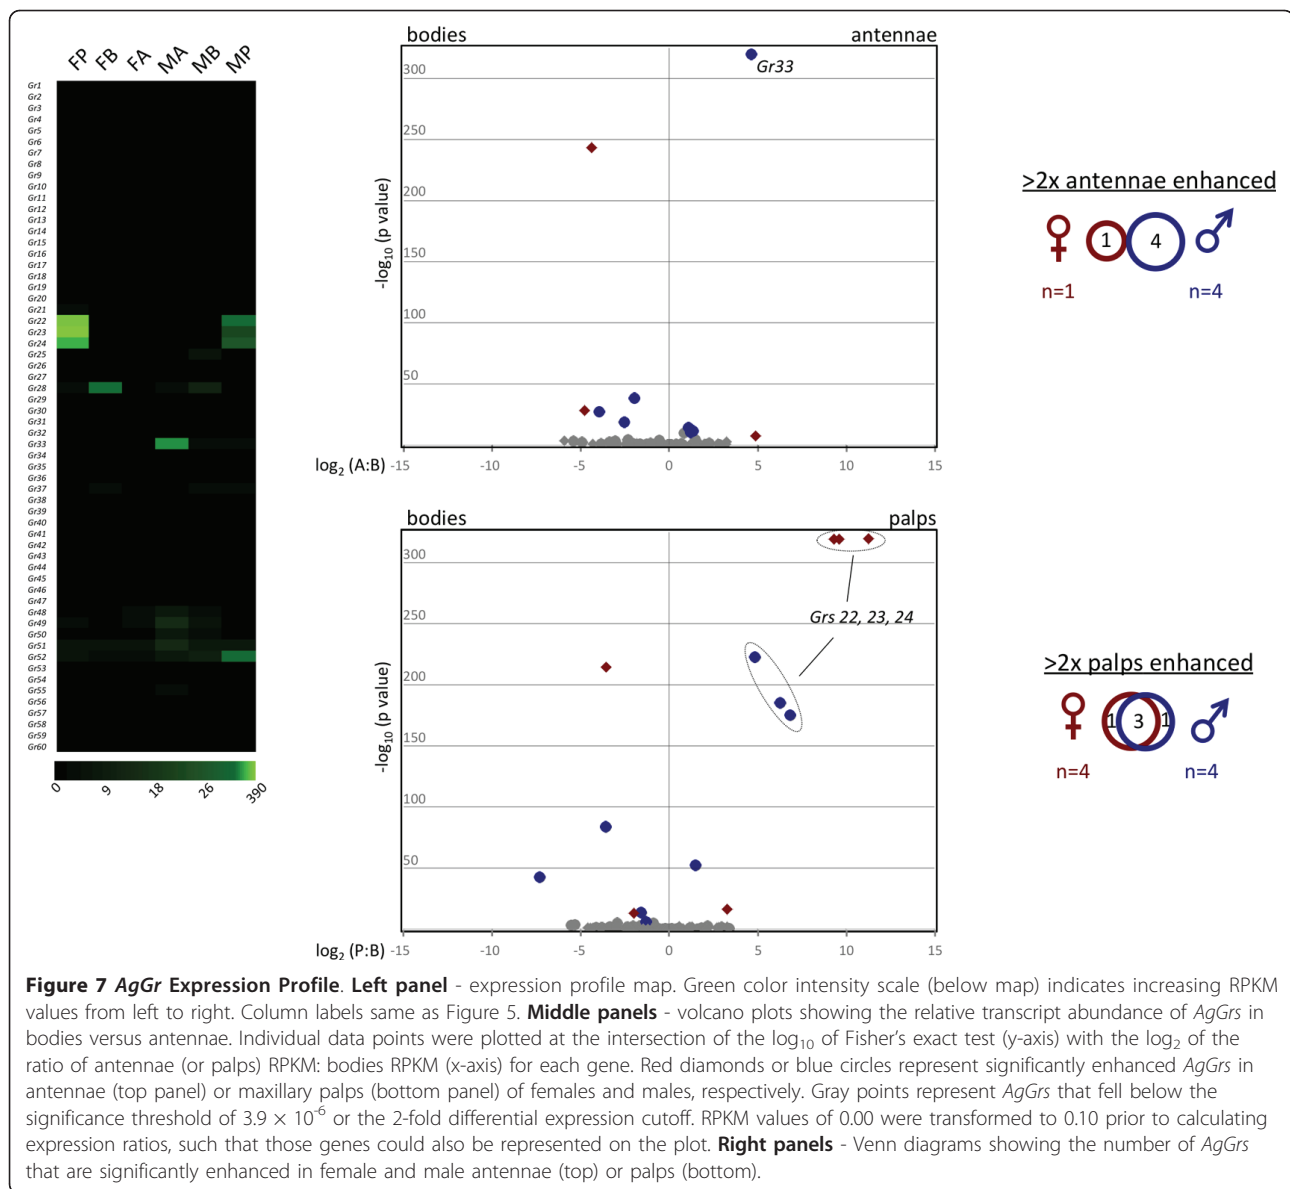 FP FB FA MA MB MP
Gr1
Gr2
Gr3
Gr4
Gr5
Gr6
Gr7
Gr8
Gr9
Gr10
Gr11
Gr12
Gr13
Gr14
Gr15
Gr16
Gr17
Gr18
Gr19
Gr20
Gr21
Gr22
Gr23
Gr24
Gr25
Gr26
Gr27
Gr28
Gr29
Gr30
Gr31
Gr32
Gr33
Gr34
Gr35
Gr36
Gr37
Gr38
Gr39
Gr40
Gr41
Gr42
Gr43
Gr44
Gr45
Gr46
Gr47
Gr48
Gr49
Gr50
Gr51
Gr52
Gr53
Gr54
Gr55
Gr56
Gr57
Gr58
Gr59
Gr60
0 9 18 26 390
bodies antennae
300
250
200
150
100
50
-log10 (p value)
Gr33
log2 (A:B) -15 -10 -5 0 5 10 15
bodies palps
300
250
200
150
100
50
-log10 (p value)
Grs 22, 23, 24
log2 (P:B) -15 -10 -5 0 5 10 15
>2x antennae enhanced
♀ 1 4 ♂
n=1 n=4
>2x palps enhanced
♀ 1 3 1 ♂
n=4 n=4
Figure 7 AgGr Expression Profile. Left panel - expression profile map. Green color intensity scale (below map) indicates increasing RPKM
values from left to right. Column labels same as Figure 5. Middle panels - volcano plots showing the relative transcript abundance of AgGrs in
bodies versus antennae. Individual data points were plotted at the intersection of the log10 of Fisher's exact test (y-axis) with the log2 of the
ratio of antennae (or palps) RPKM: bodies RPKM (x-axis) for each gene. Red diamonds or blue circles represent significantly enhanced AgGrs in
antennae (top panel) or maxillary palps (bottom panel) of females and males, respectively. Gray points represent AgGrs that fell below the
significance threshold of 3.9 × 10-6 or the 2-fold differential expression cutoff. RPKM values of 0.00 were transformed to 0.10 prior to calculating
expression ratios, such that those genes could also be represented on the plot. Right panels - Venn diagrams showing the number of AgGrs
that are significantly enhanced in female and male antennae (top) or palps (bottom).